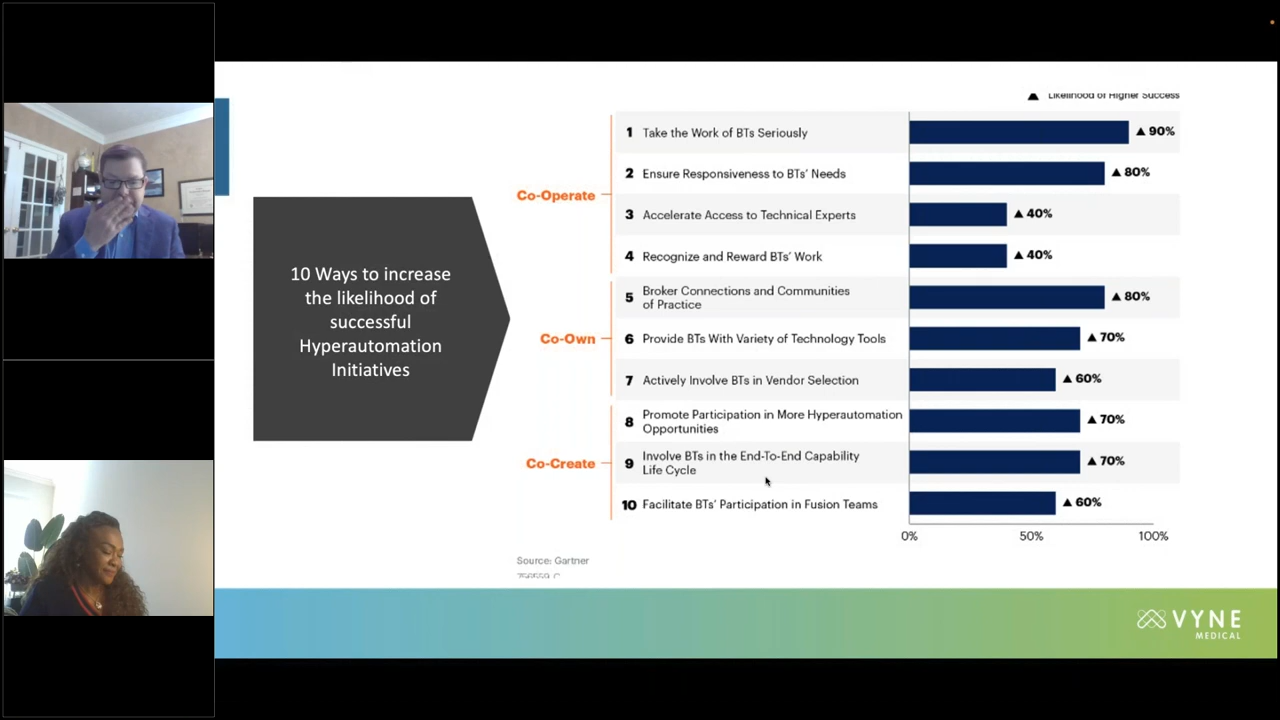 Likelihood of Higher Success
10 Ways to increase
the likelihood of
successful
Hyperautomation
Initiatives
Co-Operate
1 Take the Work of BTs Seriously ▲ 90%
2 Ensure Responsiveness to BTs' Needs ▲ 80%
3 Accelerate Access to Technical Experts ▲ 40%
4 Recognize and Reward BTs' Work ▲ 40%
Co-Own
5 Broker Connections and Communities
of Practice ▲ 80%
6 Provide BTs With Variety of Technology Tools ▲ 70%
7 Actively Involve BTs in Vendor Selection ▲ 60%
Co-Create
8 Promote Participation in More Hyperautomation
Opportunities ▲ 70%
9 Involve BTs in the End-To-End Capability
Life Cycle ▲ 70%
10 Facilitate BTs' Participation in Fusion Teams ▲ 60%
0% 50% 100%
Source: Gartner
VYNE
MEDICAL